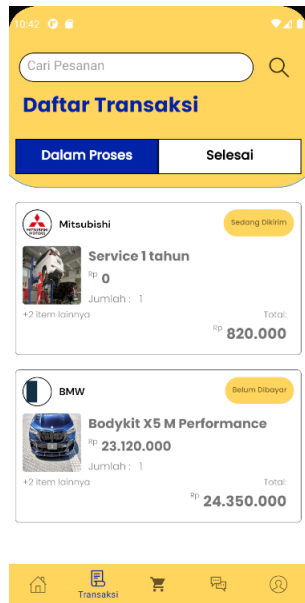 10:42
Cari Pesanan
Daftar Transaksi
Dalam Proses Selesai
Mitsubishi Sedang Dikirim
Service 1 tahun
Rp 0
Jumlah : 1
+2 item lainnya Total:
Rp 820.000
BMW Belum Dibayar
Bodykit X5 M Performance
Rp 23.120.000
Jumlah : 1
+2 item lainnya Total:
Rp 24.350.000
Transaksi